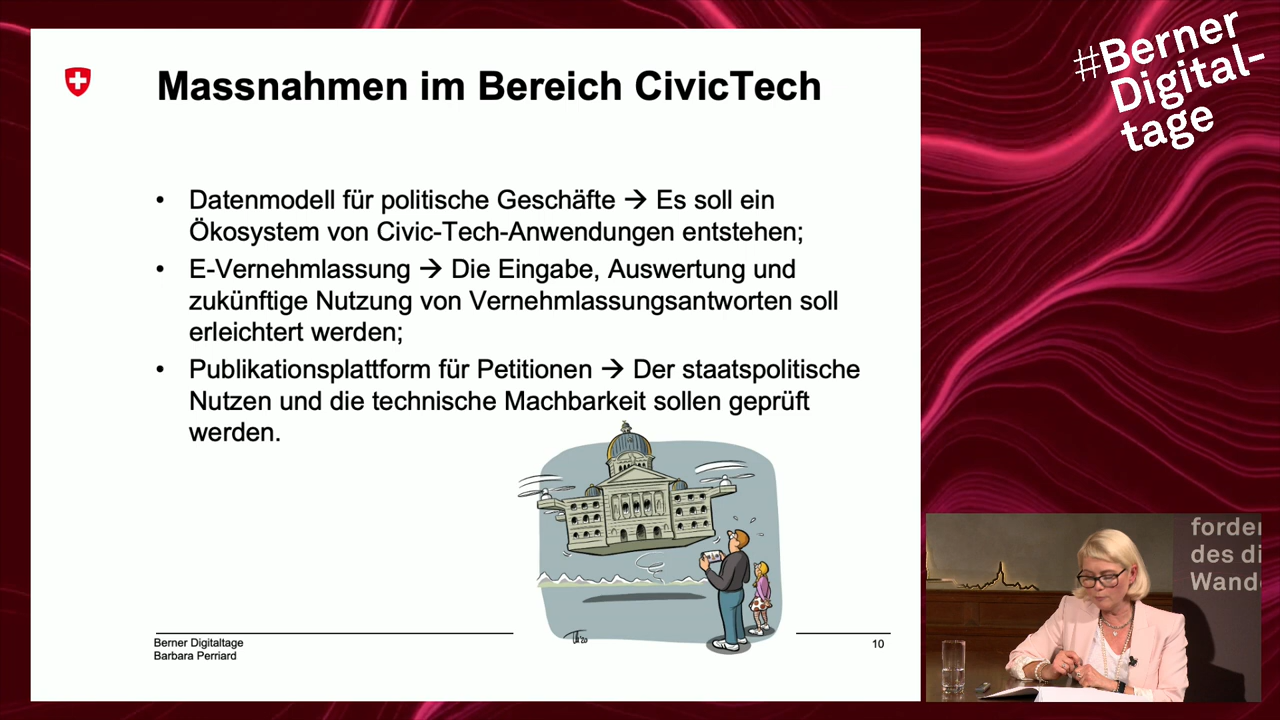 Massnahmen im Bereich CivicTech
• Datenmodell für politische Geschäfte → Es soll ein
Ökosystem von Civic-Tech-Anwendungen entstehen;
• E-Vernehmlassung → Die Eingabe, Auswertung und
zukünftige Nutzung von Vernehmlassungsantworten soll
erleichtert werden;
• Publikationsplattform für Petitionen → Der staatspolitische
Nutzen und die technische Machbarkeit sollen geprüft
werden.
Berner Digitaltage
Barbara Perriard
10
#Berner
Digital-
tage
forder
des di
Wand